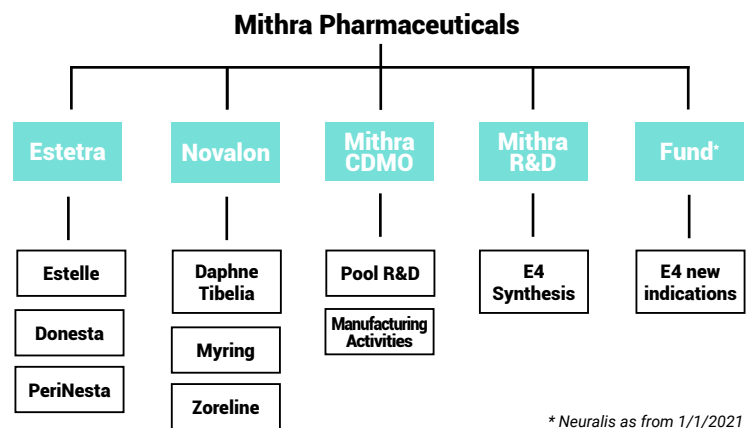 Mithra Pharmaceuticals
Estetra
Novalon
Mithra
CDMO
Mithra
R&D
Fund*
Estelle
Donesta
PeriNesta
Daphne
Tibelia
Myring
Zoreline
Pool R&D
Manufacturing
Activities
E4
Synthesis
E4 new
indications
* Neuralis as from 1/1/2021